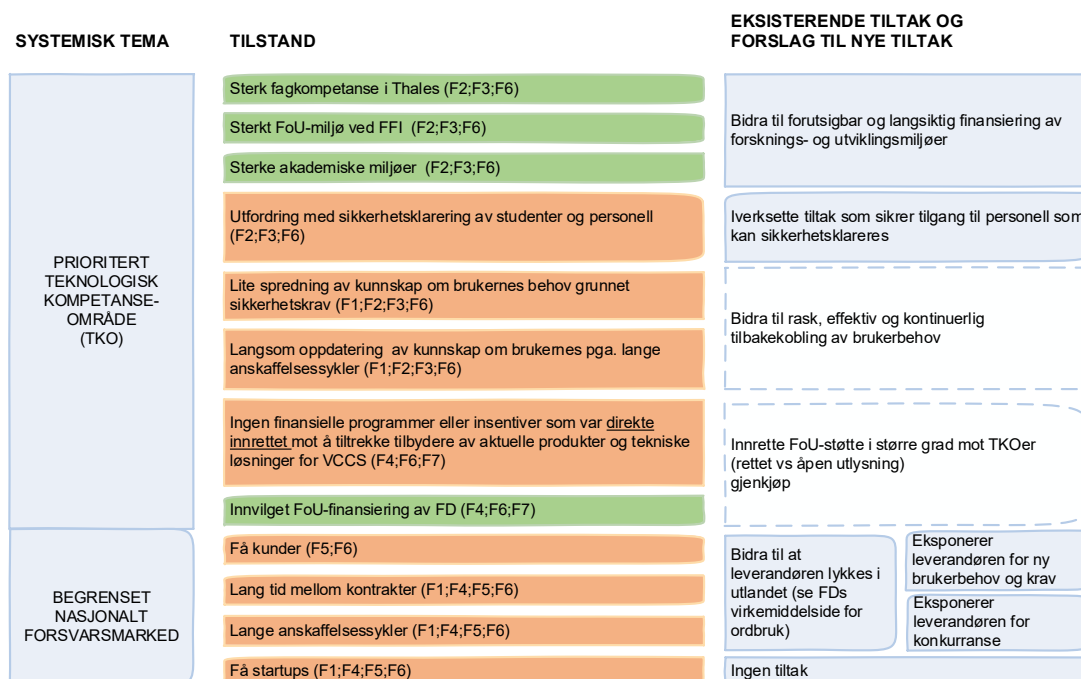 SYSTEMISK TEMA
TILSTAND
EKSISTERENDE TILTAK OG
FORSLAG TIL NYE TILTAK
PRIORITERT
TEKNOLOGISK
KOMPETANSE-
OMRÅDE
(TKO)
Sterk fagkompetanse i Thales (F2;F3;F6)
Sterkt FoU-miljø ved FFI (F2;F3;F6)
Sterke akademiske miljøer (F2;F3;F6)
Bidra til forutsigbar og langsiktig finansiering av
forsknings- og utviklingsmiljøer
Utfordring med sikkerhetsklarering av studenter og personell
(F2;F3;F6)
Iverksette tiltak som sikrer tilgang til personell som
kan sikkerhetsklareres
Lite spredning av kunnskap om brukernes behov grunnet
sikkerhetskrav (F1;F2;F3;F6)
Langsom oppdatering av kunnskap om brukernes pga. lange
anskaffelsessykler (F1;F2;F3;F6)
Bidra til rask, effektiv og kontinuerlig
tilbakekobling av brukerbehov
Ingen finansielle programmer eller insentiver som var direkte
innrettet mot å tiltrekke tilbydere av aktuelle produkter og tekniske
løsninger for VCCS (F4;F6;F7)
Innvilget FoU-finansiering av FD (F4;F6;F7)
Innrette FoU-støtte i større grad mot TKOer
(rettet vs åpen utlysning)
gjenkjøp
BEGRENSET
NASJONALT
FORSVARSMARKED
Få kunder (F5;F6)
Lang tid mellom kontrakter (F1;F4;F5;F6)
Lange anskaffelsessykler (F1;F4;F5;F6)
Få startups (F1;F4;F5;F6)
Bidra til at
leverandøren lykkes i
utlandet (se FDs
virkemiddelside for
ordbruk)
Eksponerer
leverandøren for ny
brukerbehov og krav
Eksponerer
leverandøren for
konkurranse
Ingen tiltak